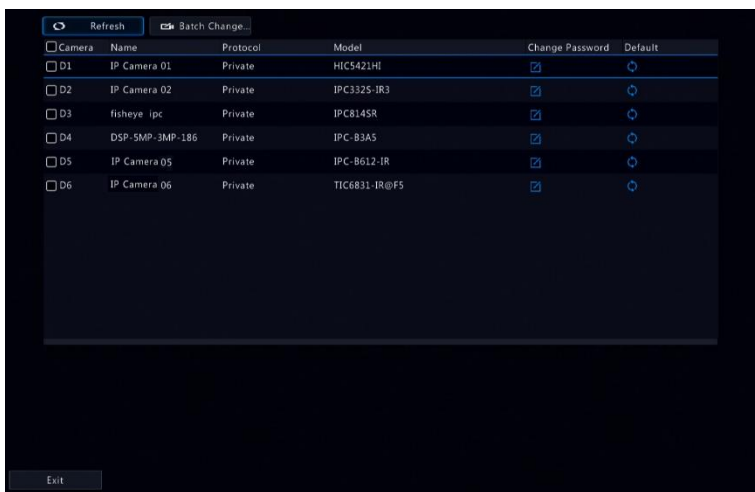 Refresh Batch Change...
Camera Name Protocol Model Change Password Default
D1 IP Camera 01 Private HIC5421HI
D2 IP Camera 02 Private IPC332S-IR3
D3 fisheye ipc Private IPC814SR
D4 DSP-5MP-3MP-186 Private IPC-B3A5
D5 IP Camera 05 Private IPC-B612-IR
D6 IP Camera 06 Private TIC6831-IR@F5
Exit